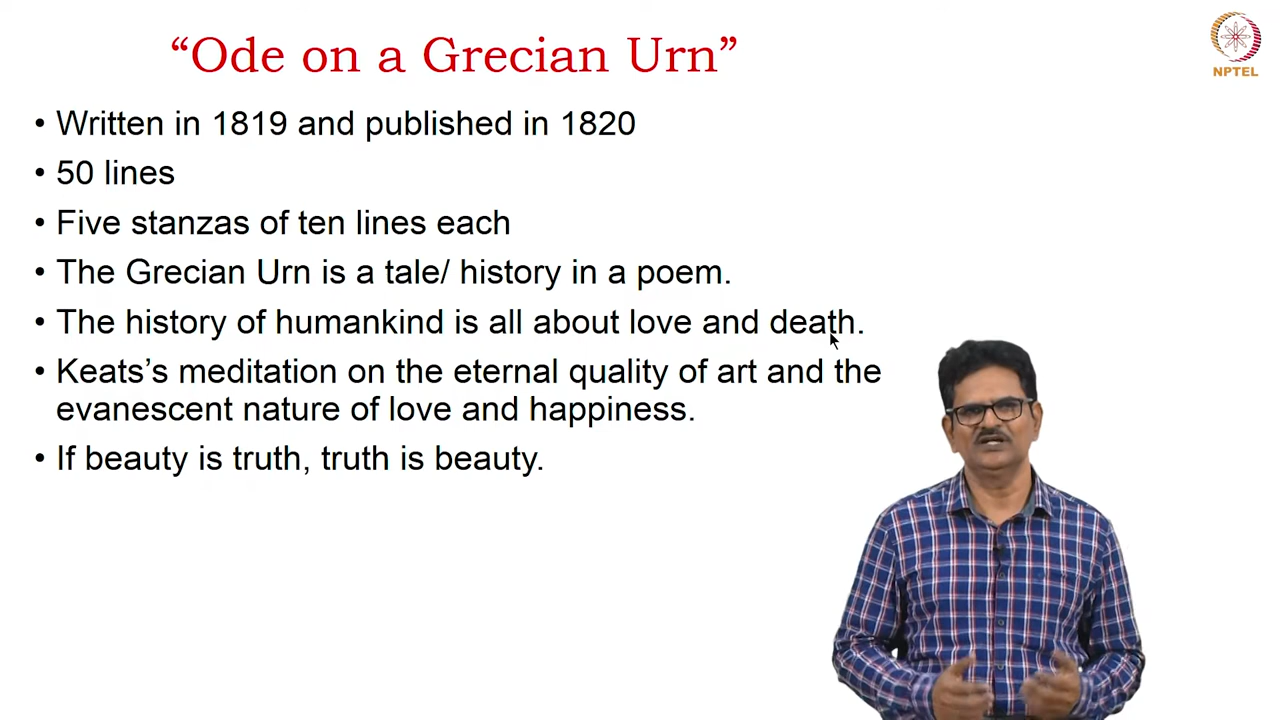 “Ode on a Grecian Urn”
NPTEL
• Written in 1819 and published in 1820
• 50 lines
• Five stanzas of ten lines each
• The Grecian Urn is a tale/ history in a poem.
• The history of humankind is all about love and death.
• Keats’s meditation on the eternal quality of art and the
evanescent nature of love and happiness.
• If beauty is truth, truth is beauty.